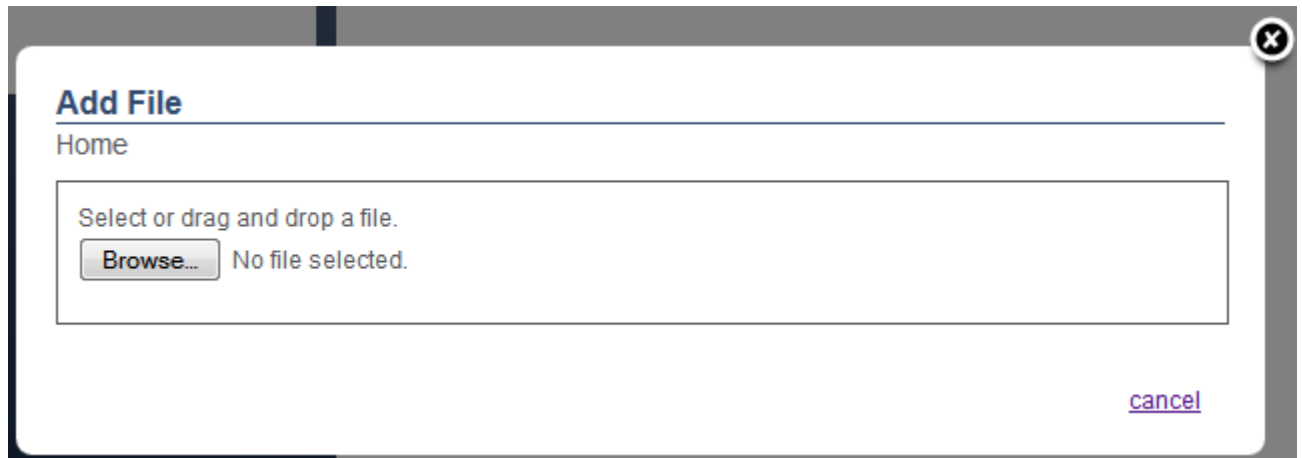 Add File
Home
Select or drag and drop a file.
Browse... No file selected.
cancel